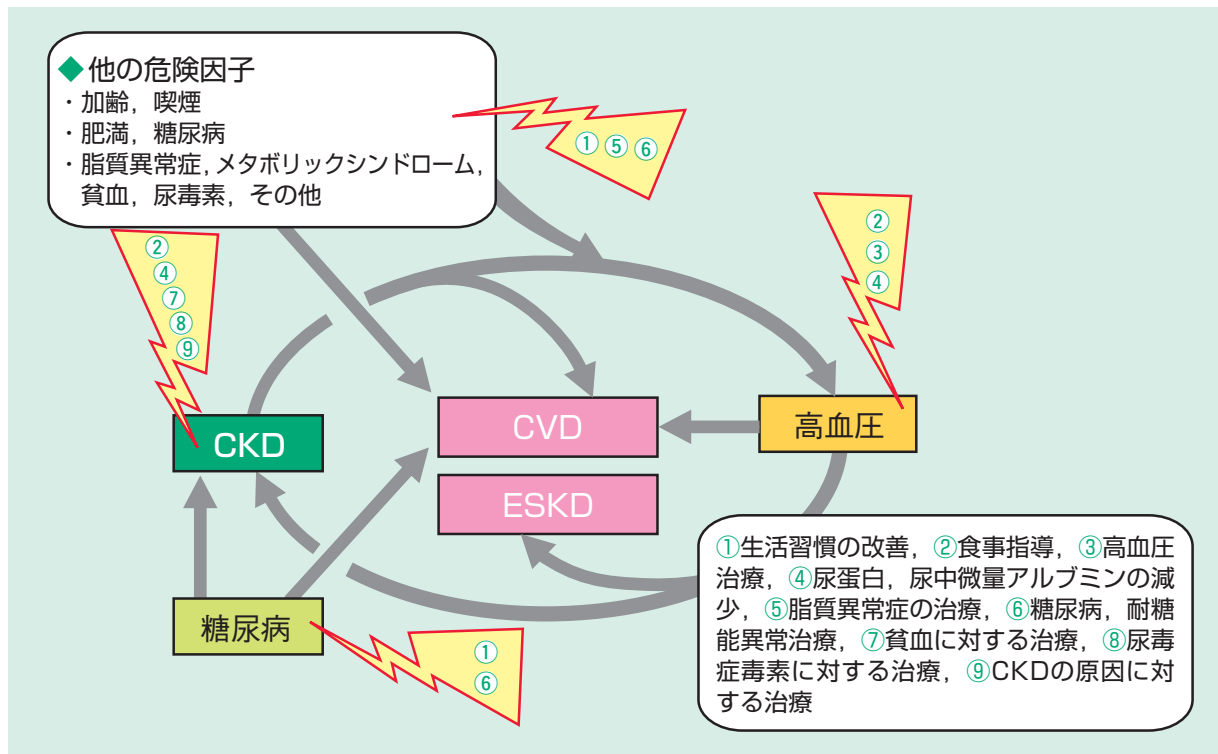 ◆他の危険因子
・加齢，喫煙
・肥満，糖尿病
・脂質異常症，メタボリックシンドローム，
貧血，尿毒素，その他
①⑤⑥
②
③
④
②
④
⑦
⑧
⑨
CKD
CVD
高血圧
ESKD
糖尿病
①
⑥
①生活習慣の改善，②食事指導，③高血圧
治療，④尿蛋白，尿中微量アルブミンの減
少，⑤脂質異常症の治療，⑥糖尿病，耐糖
能異常治療，⑦貧血に対する治療，⑧尿毒
症毒素に対する治療，⑨CKDの原因に対
する治療